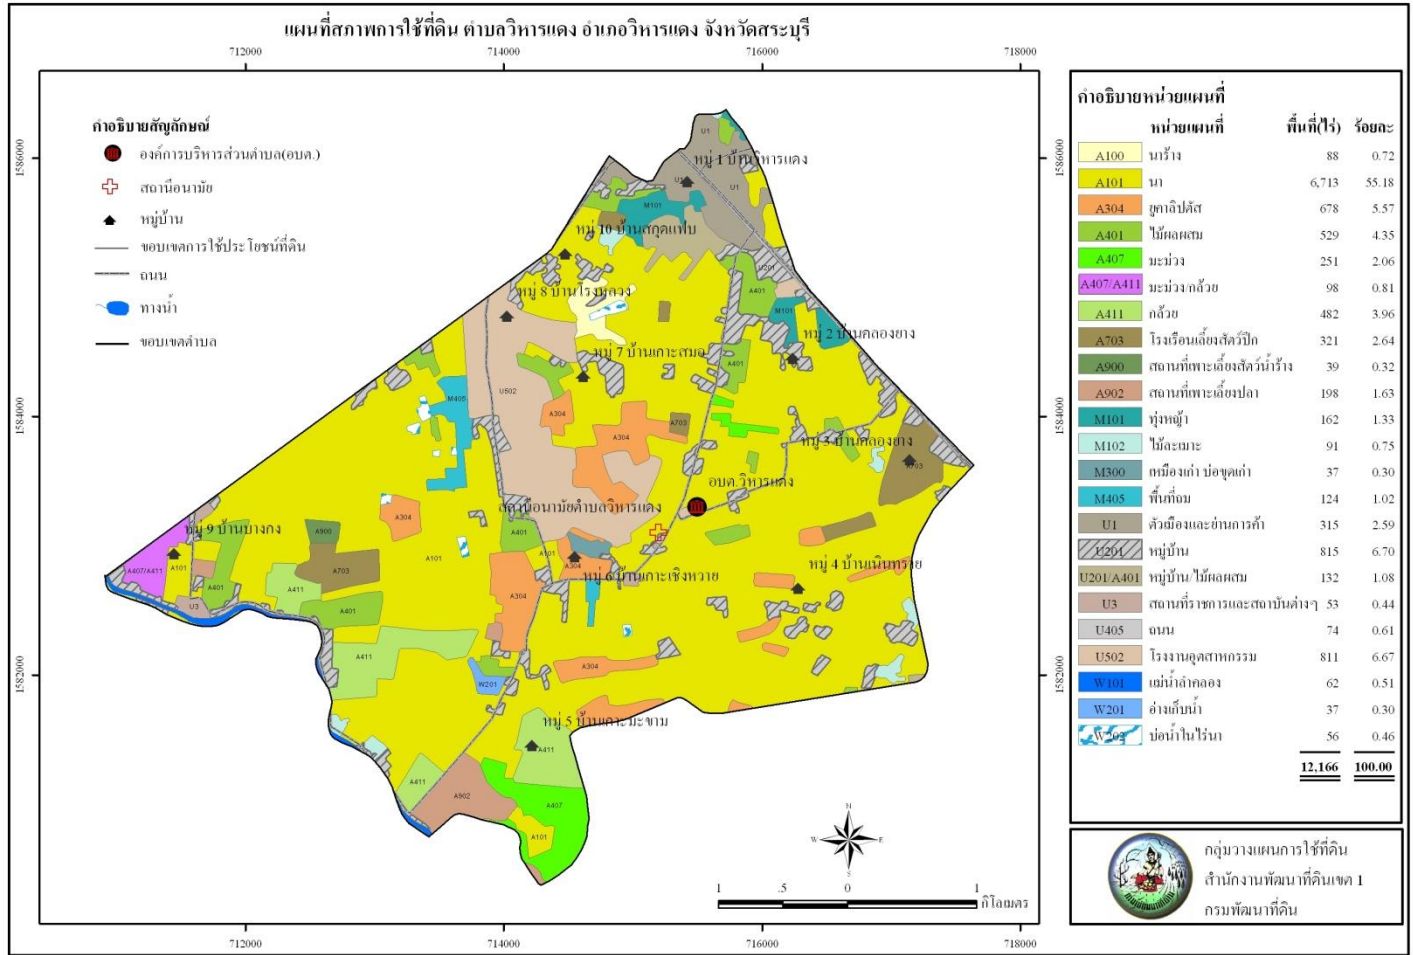 แผนที่สภาพการใช้ที่ดิน ตำบลวิหารแดง อำเภอวิหารแดง จังหวัดสระบุรี
712000 714000 716000 718000
1586000 1586000
1584000 1584000
1582000 1582000
712000 714000 716000 718000
คำอธิบายสัญลักษณ์
องค์การบริหารส่วนตำบล(อบต.)
สถานีอนามัย
หมู่บ้าน
ขอบเขตการใช้ประโยชน์ที่ดิน
ถนน
ทางน้ำ
ขอบเขตตำบล
U1
หมู่ 1 บ้านวิหารแดง
U1
U1
M101
หมู่ 10 บ้านสกุดแฟบ
U201
A401
หมู่ 8 บ้านโรงหลวง
M101
หมู่ 2 บ้านคลองยาง
หมู่ 7 บ้านเกาะสมอ
A401
U502
M405
A304
A304
A703
หมู่ 3 บ้านคลองยาง
A703
อบต.วิหารแดง
สถานีอนามัยตำบลวิหารแดง
A304
หมู่ 9 บ้านบางกง
A900
A401
A101
A101
A304
A407/A411
A101
A703
หมู่ 6 บ้านเกาะเชิงหวาย
หมู่ 4 บ้านเนินทราย
A401
A411
A304
U3
A401
A411
A304
W201
หมู่ 5 บ้านเกาะมะขาม
A411
A411
A902
A407
A101
N
W E
S
1 .5 0 1
กิโลเมตร
คำอธิบายหน่วยแผนที่
หน่วยแผนที่ พื้นที่(ไร่) ร้อยละ
A100 นาร้าง 88 0.72
A101 นา 6,713 55.18
A304 ยูคาลิปตัส 678 5.57
A401 ไม้ผลผสม 529 4.35
A407 มะม่วง 251 2.06
A407/A411 มะม่วง/กล้วย 98 0.81
A411 กล้วย 482 3.96
A703 โรงเรือนเลี้ยงสัตว์ปีก 321 2.64
A900 สถานที่เพาะเลี้ยงสัตว์น้ำร้าง 39 0.32
A902 สถานที่เพาะเลี้ยงปลา 198 1.63
M101 ทุ่งหญ้า 162 1.33
M102 ไม้ละเมาะ 91 0.75
M300 เหมืองเก่า บ่อขุดเก่า 37 0.30
M405 พื้นที่ถม 124 1.02
U1 ตัวเมืองและย่านการค้า 315 2.59
U201 หมู่บ้าน 815 6.70
U201/A401 หมู่บ้าน/ไม้ผลผสม 132 1.08
U3 สถานที่ราชการและสถาบันต่างๆ 53 0.44
U405 ถนน 74 0.61
U502 โรงงานอุตสาหกรรม 811 6.67
W101 แม่น้ำลำคลอง 62 0.51
W201 อ่างเก็บน้ำ 37 0.30
W202 บ่อน้ำในไร่นา 56 0.46
12,166 100.00
กลุ่มวางแผนการใช้ที่ดิน
สำนักงานพัฒนาที่ดินเขต 1
กรมพัฒนาที่ดิน